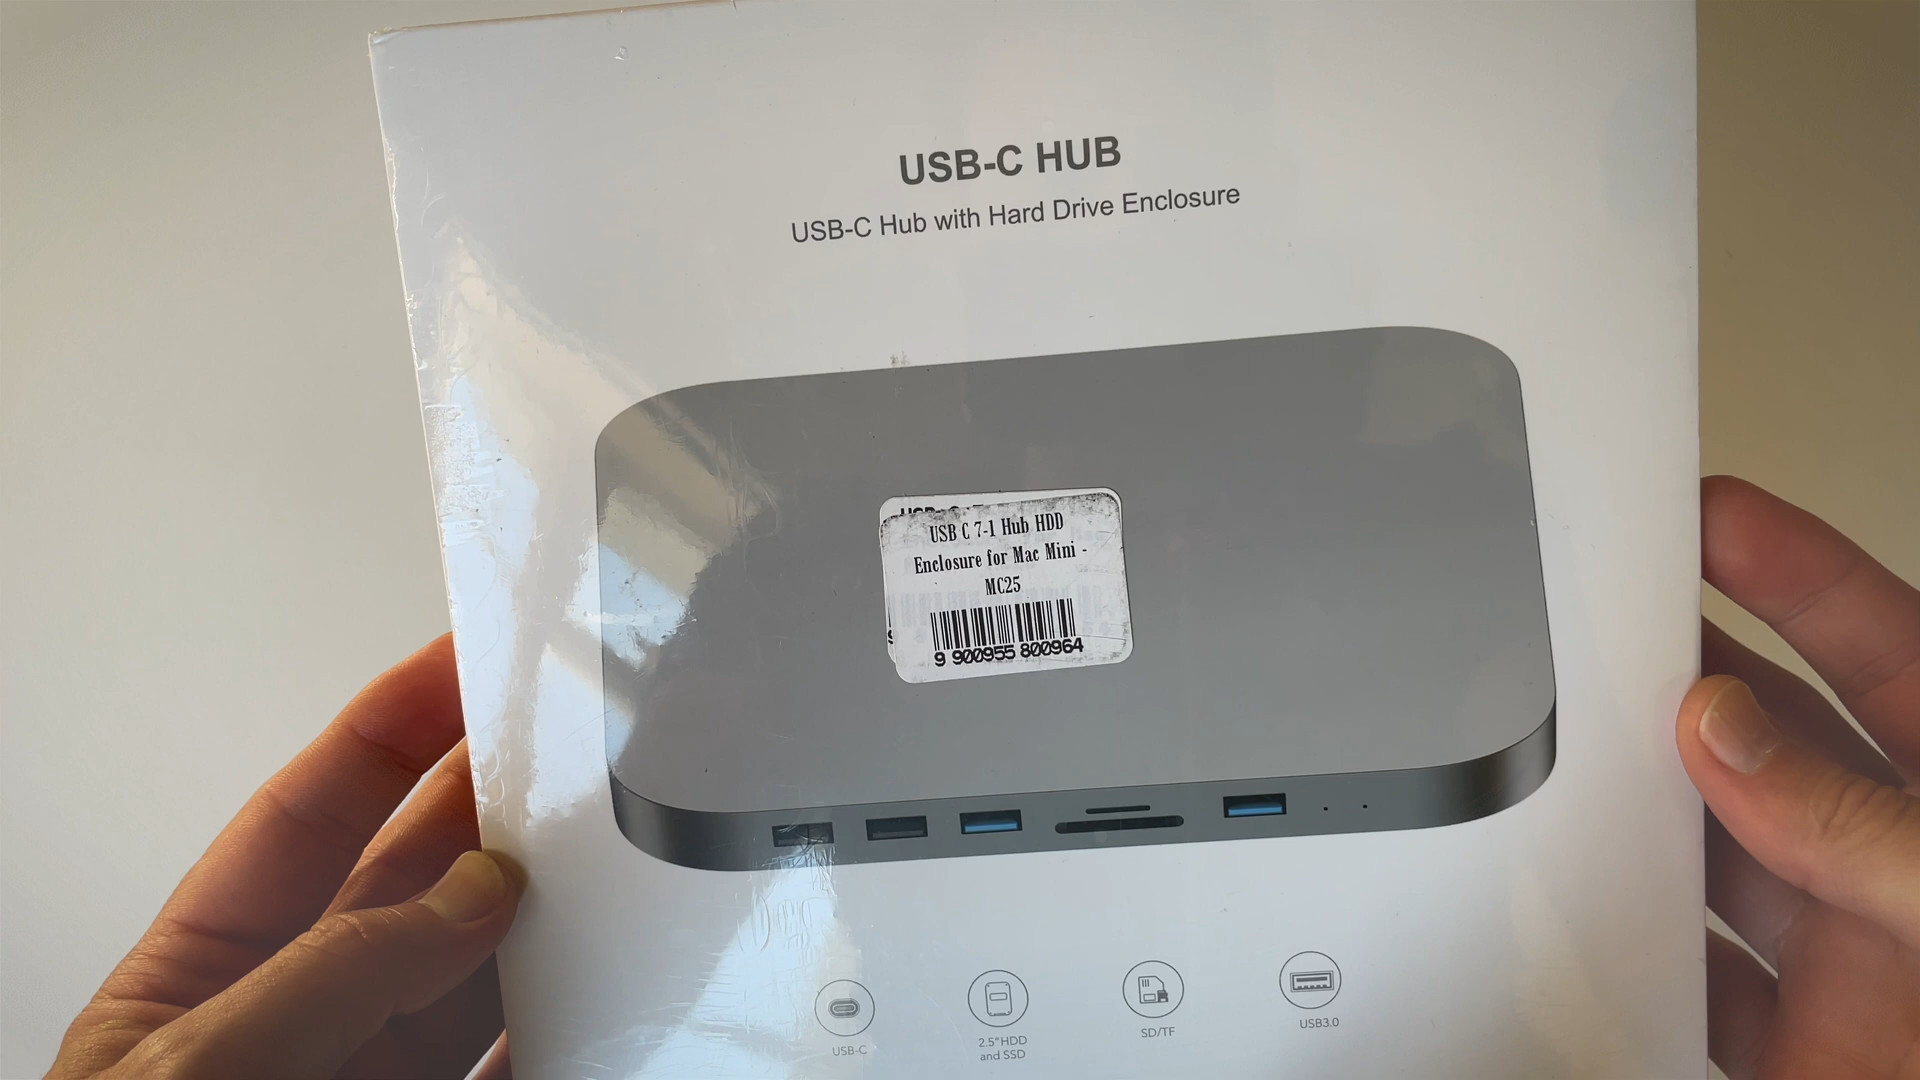 USB-C HUB
USB-C Hub with Hard Drive Enclosure
USB C 7-1 Hub HDD
Enclosure for Mac Mini -
MC25
9 900955 800964
USB-C
2.5"HDD
and SSD
SD/TF
USB3.0